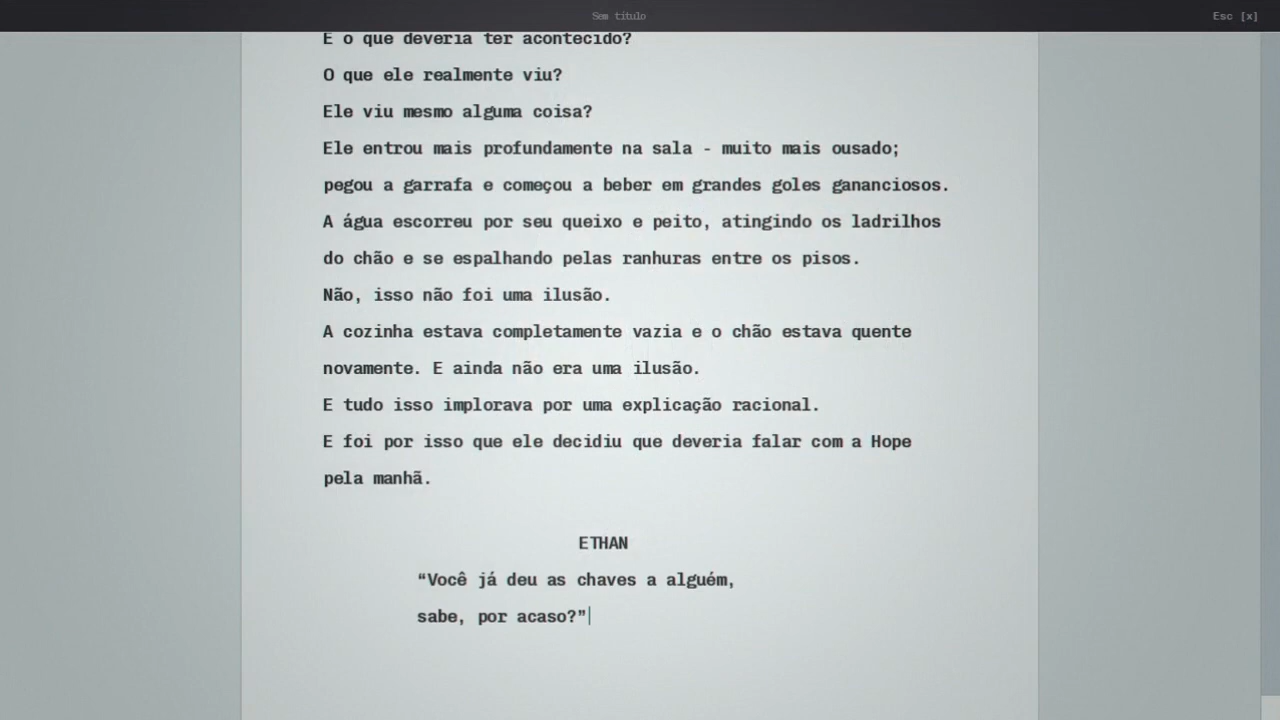 Sem título
Esc [x]
E o que deveria ter acontecido?
O que ele realmente viu?
Ele viu mesmo alguma coisa?
Ele entrou mais profundamente na sala - muito mais ousado;
pegou a garrafa e começou a beber em grandes goles gananciosos.
A água escorreu por seu queixo e peito, atingindo os ladrilhos
do chão e se espalhando pelas ranhuras entre os pisos.
Não, isso não foi uma ilusão.
A cozinha estava completamente vazia e o chão estava quente
novamente. E ainda não era uma ilusão.
E tudo isso implorava por uma explicação racional.
E foi por isso que ele decidiu que deveria falar com a Hope
pela manhã.
ETHAN
“Você já deu as chaves a alguém,
sabe, por acaso?”